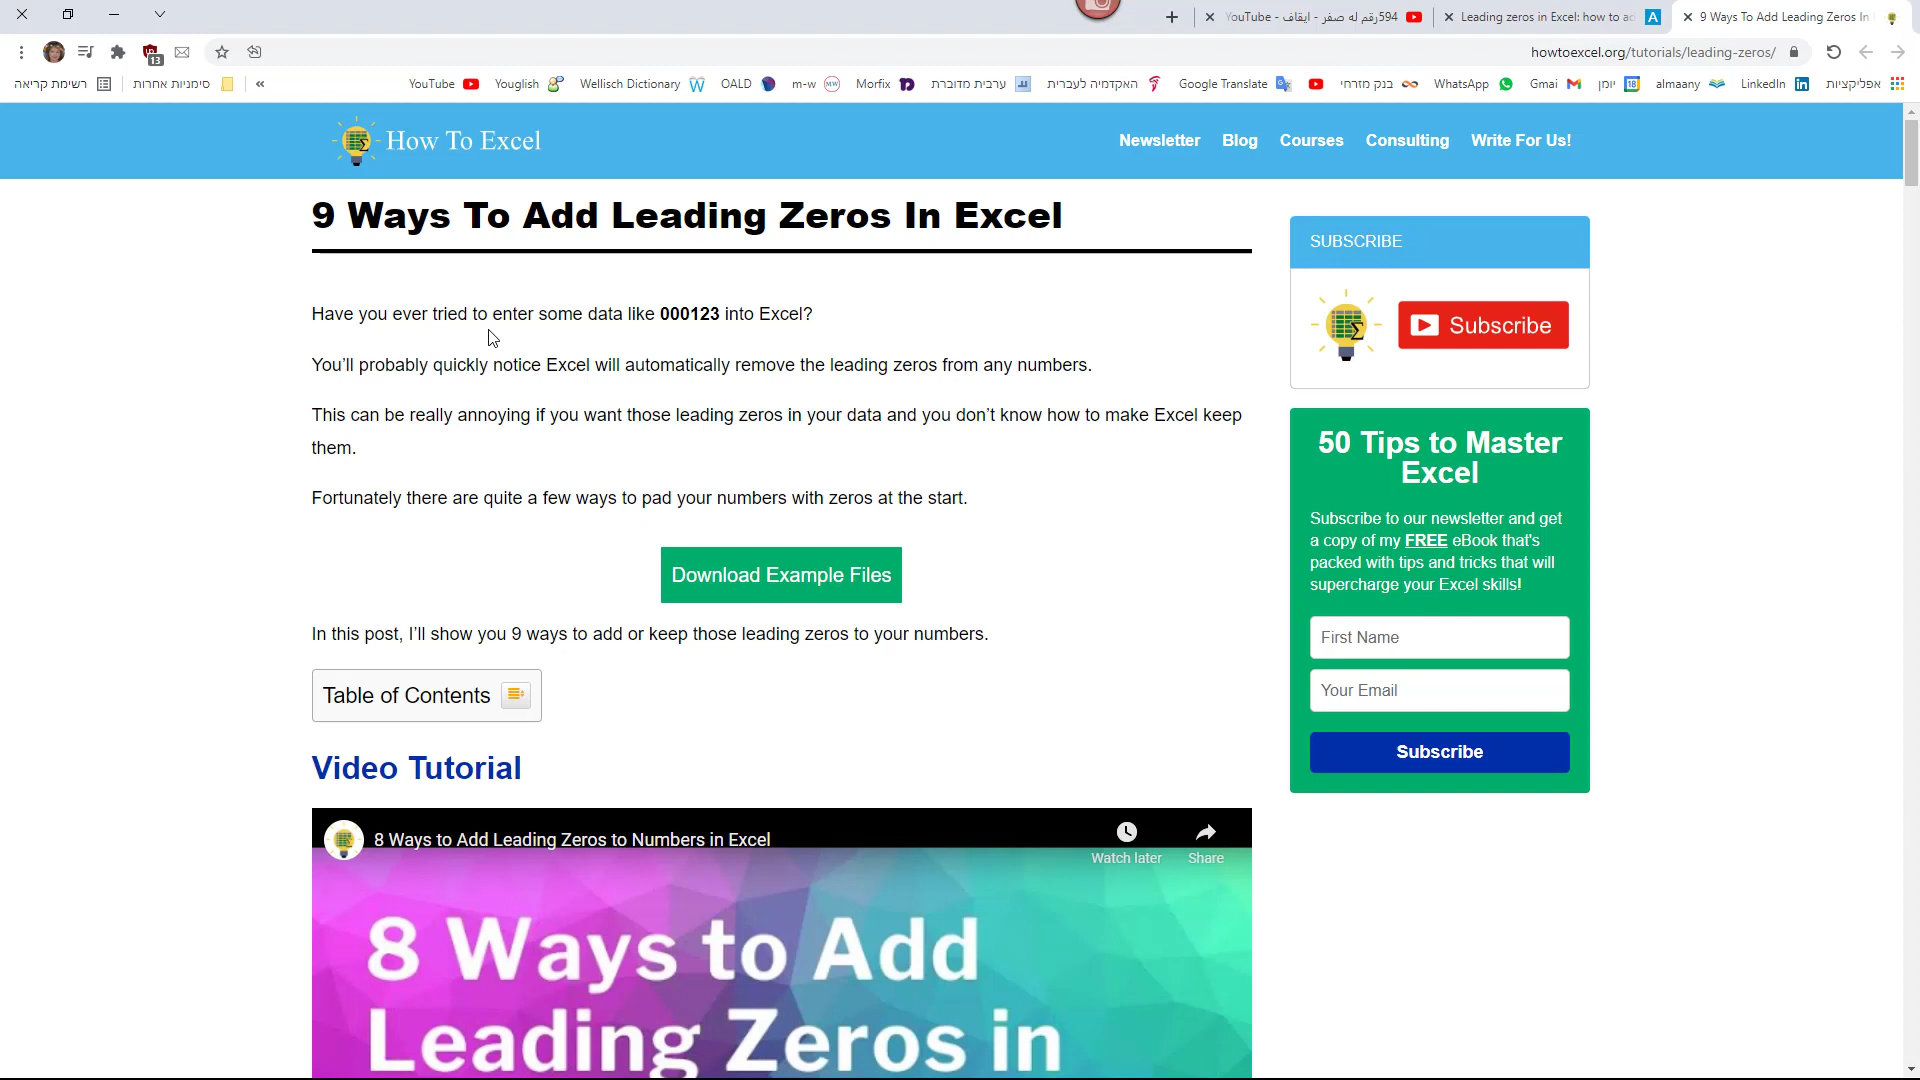 YouTube - رقم له صفر - ايقاف594
Leading zeros in Excel: how to ad
9 Ways To Add Leading Zeros In
howtoexcel.org/tutorials/leading-zeros/
13
רשימת קריאה
סימניות אחרות
«
YouTube
Youglish
Wellisch Dictionary
OALD
m-w
Morfix
ערבית מדוברת
האקדמיה לעברית
Google Translate
בנק מזרחי
WhatsApp
Gmai
יומן
almaany
LinkedIn
אפליקציות
How To Excel
Newsletter Blog Courses Consulting Write For Us!
9 Ways To Add Leading Zeros In Excel
Have you ever tried to enter some data like 000123 into Excel?
You’ll probably quickly notice Excel will automatically remove the leading zeros from any numbers.
This can be really annoying if you want those leading zeros in your data and you don’t know how to make Excel keep
them.
Fortunately there are quite a few ways to pad your numbers with zeros at the start.
Download Example Files
In this post, I’ll show you 9 ways to add or keep those leading zeros to your numbers.
Table of Contents
Video Tutorial
8 Ways to Add Leading Zeros to Numbers in Excel
Watch later
Share
8 Ways to Add
Leading Zeros in
SUBSCRIBE
Subscribe
50 Tips to Master
Excel
Subscribe to our newsletter and get
a copy of my FREE eBook that's
packed with tips and tricks that will
supercharge your Excel skills!
First Name
Your Email
Subscribe